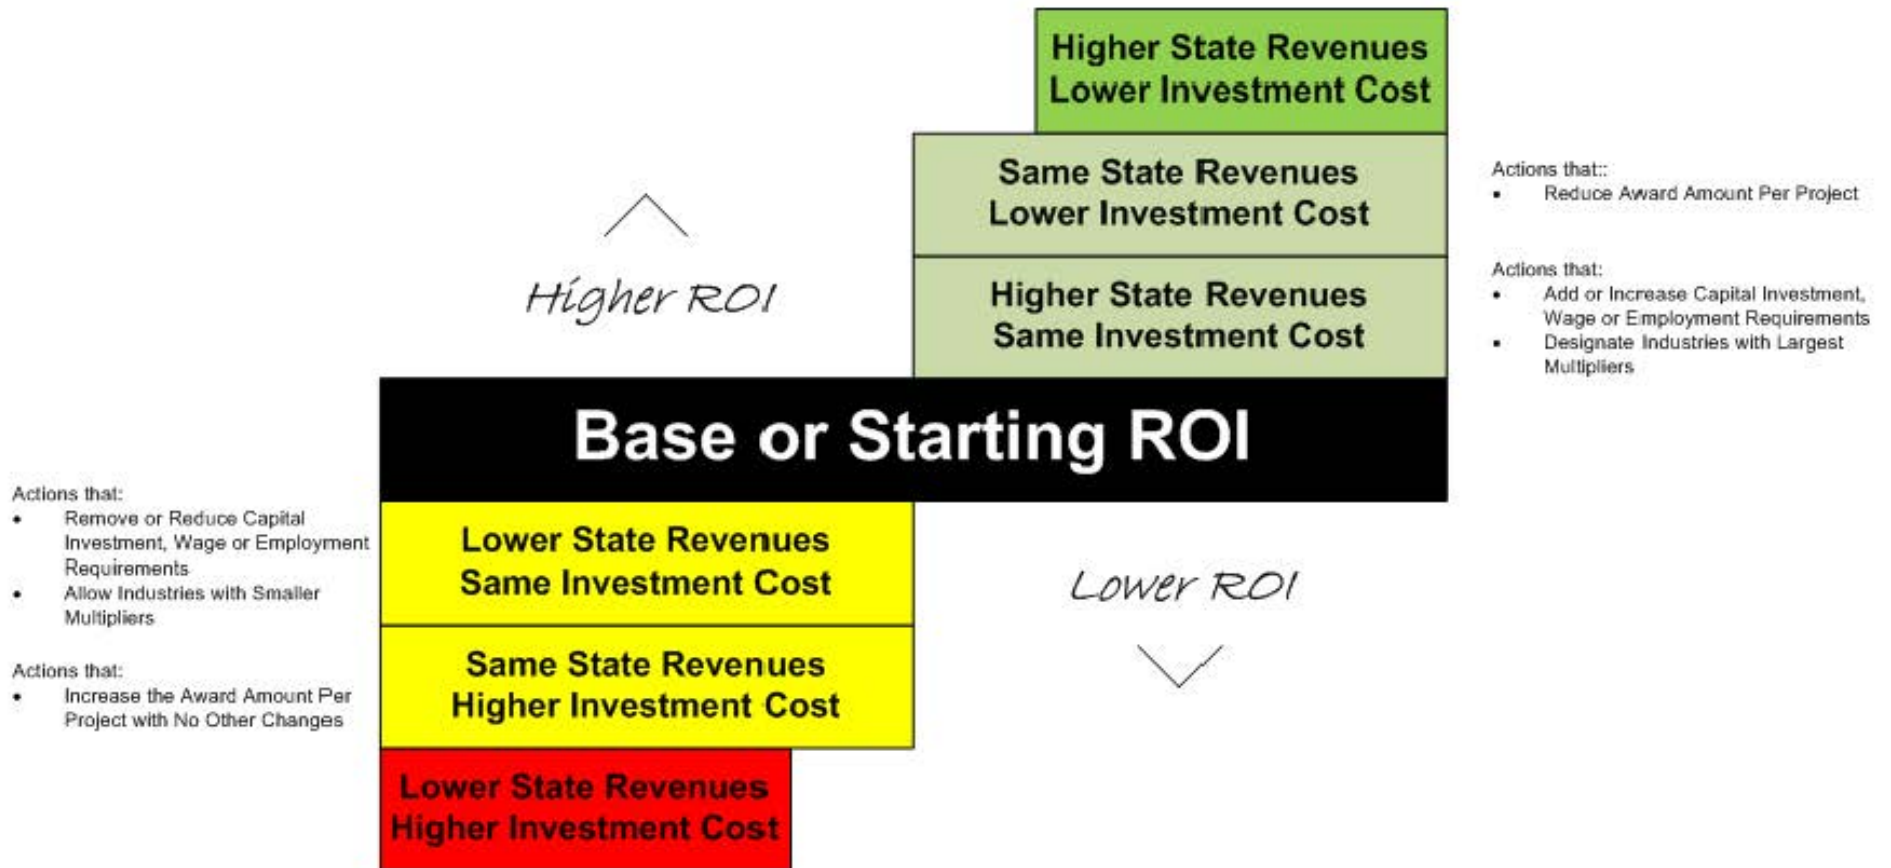 Higher State Revenues
Lower Investment Cost
Same State Revenues
Lower Investment Cost
Actions that::
• Reduce Award Amount Per Project
Higher ROI
Higher State Revenues
Same Investment Cost
Actions that:
• Add or Increase Capital Investment,
Wage or Employment Requirements
• Designate Industries with Largest
Multipliers
Base or Starting ROI
Actions that:
• Remove or Reduce Capital
Investment, Wage or Employment
Requirements
• Allow Industries with Smaller
Multipliers
Lower State Revenues
Same Investment Cost
Lower ROI
Actions that:
• Increase the Award Amount Per
Project with No Other Changes
Same State Revenues
Higher Investment Cost
Lower State Revenues
Higher Investment Cost